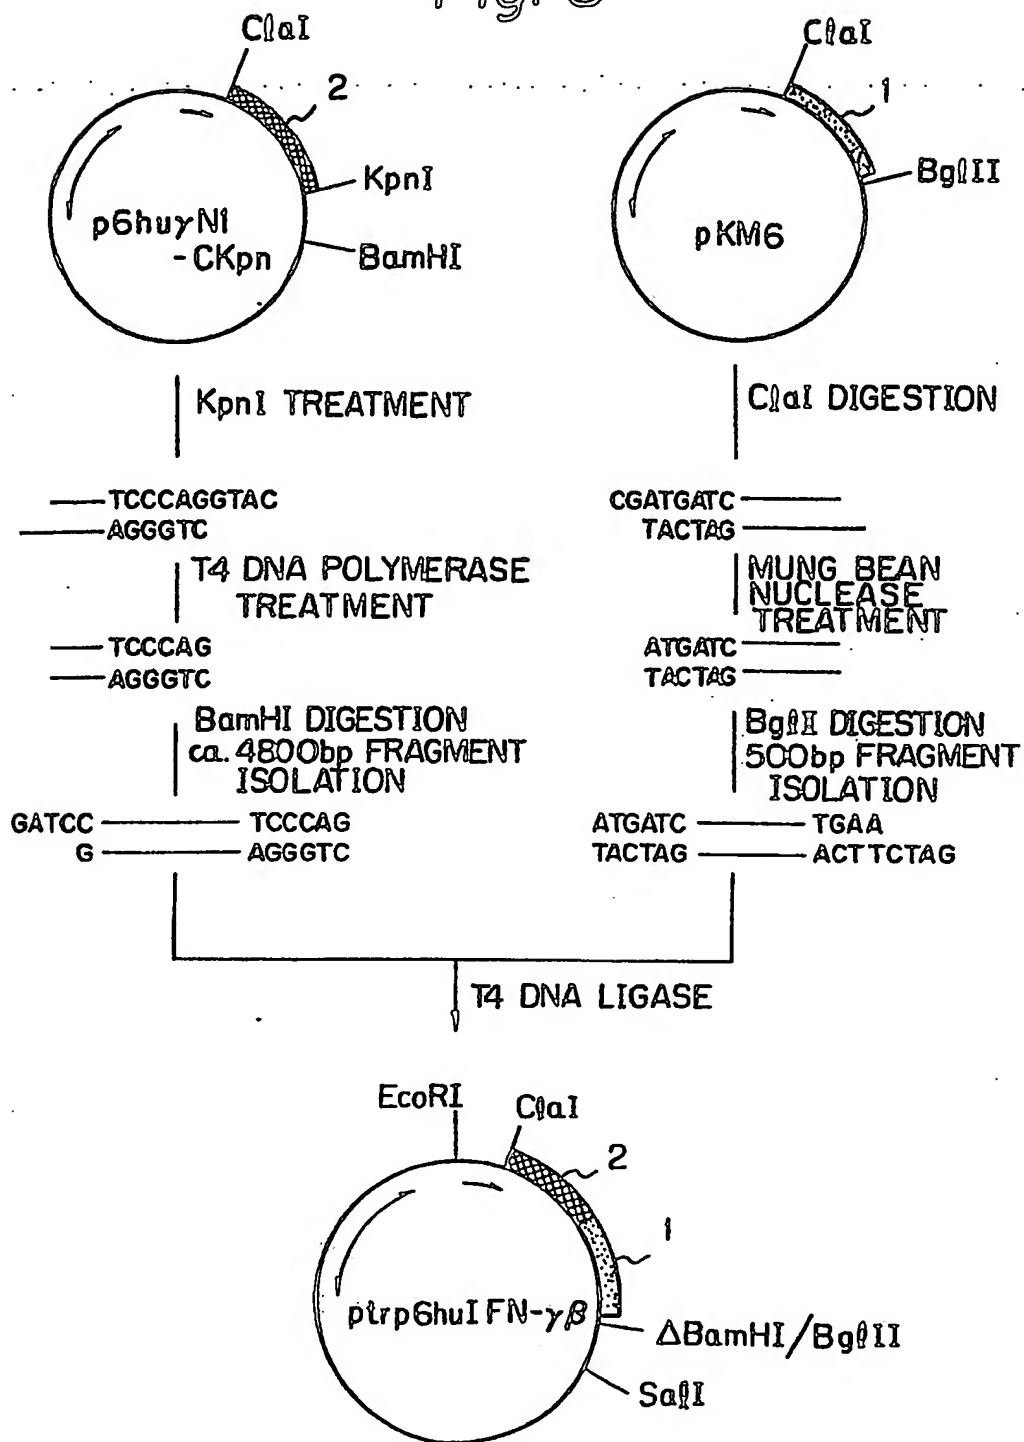 Fig. 
ClaI
2
KpnI
BamHI
p6huγN1
-CKpn
ClaI
1
BglII
pKM6
KpnI TREATMENT
TCCCAGGTAC
AGGGTC
T4 DNA POLYMERASE
TREATMENT
TCCCAG
AGGGTC
BamHI DIGESTION
ca. 4800bp FRAGMENT
ISOLATION
GATCC TCCCAG
G AGGGTC
ClaI DIGESTION
CGATGATC
TACTAG
MUNG BEAN
NUCLEASE
TREATMENT
ATGATC
TACTAG
BglII DIGESTION
500bp FRAGMENT
ISOLATION
ATGATC TGAA
TACTAG ACTTCTAG
T4 DNA LIGASE
EcoRI
ClaI
2
1
ptrp6huIFN-γβ
ΔBamHI/BglII
SalI